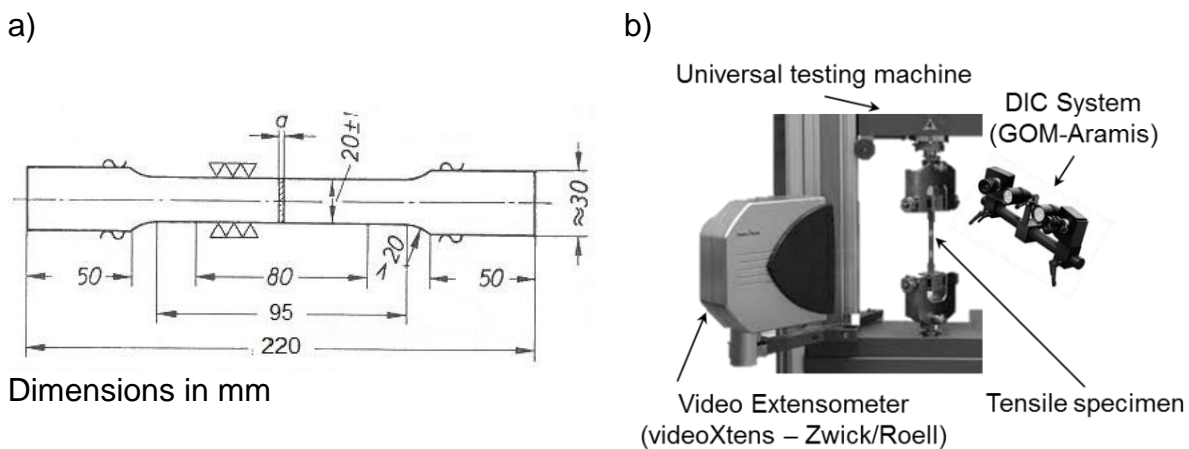 a)
b)
Universal testing machine
DIC System
(GOM-Aramis)
a
20±1
≈30
50
80
>20
50
95
220
Dimensions in mm
Video Extensometer
(videoXtens – Zwick/Roell)
Tensile specimen